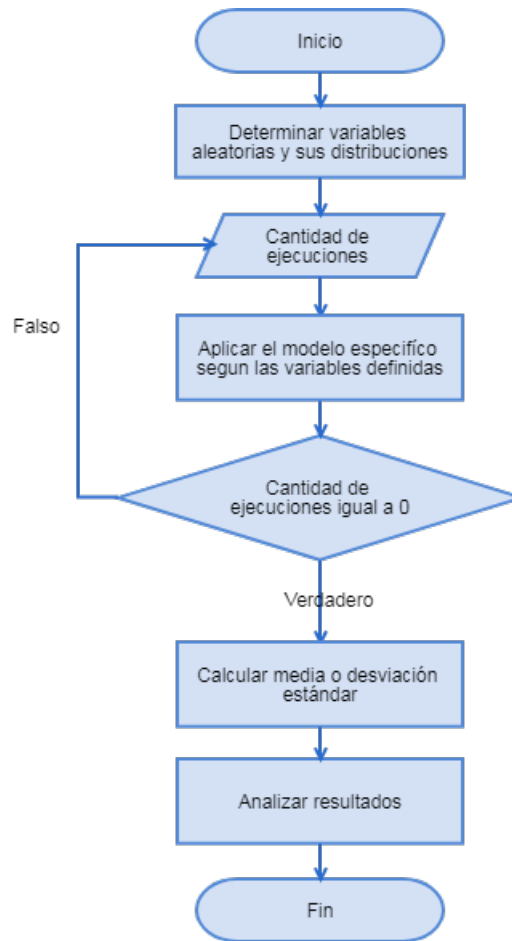 Inicio
Determinar variables
aleatorias y sus distribuciones
Cantidad de
ejecuciones
Falso
Aplicar el modelo especifíco
segun las variables definidas
Cantidad de
ejecuciones igual a 0
Verdadero
Calcular media o desviación
estándar
Analizar resultados
Fin